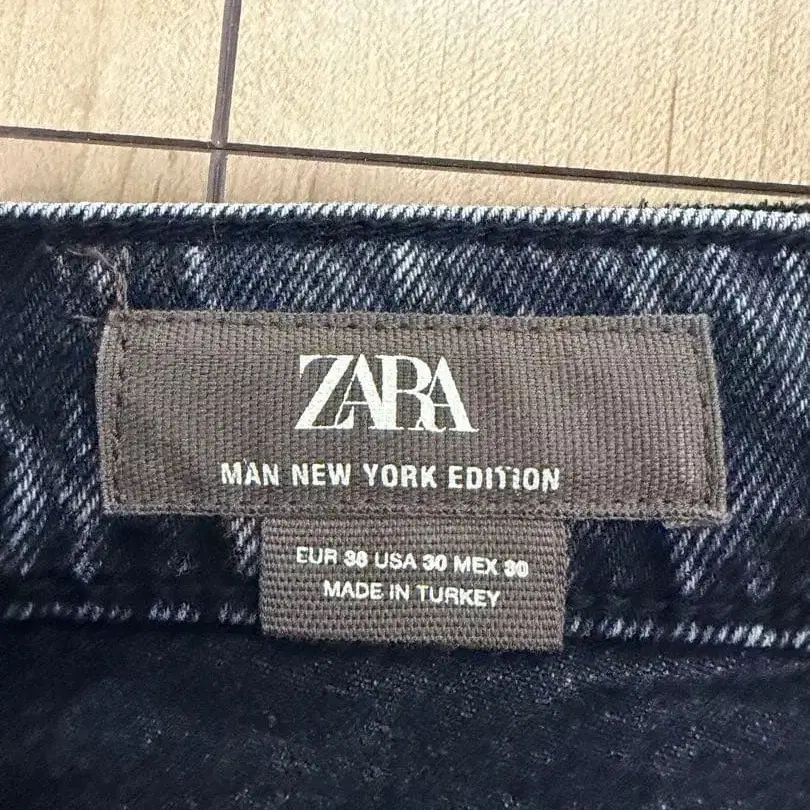 ZARA
MAN NEW YORK EDITION
EUR 38 USA 30 MEX 30
MADE IN TURKEY